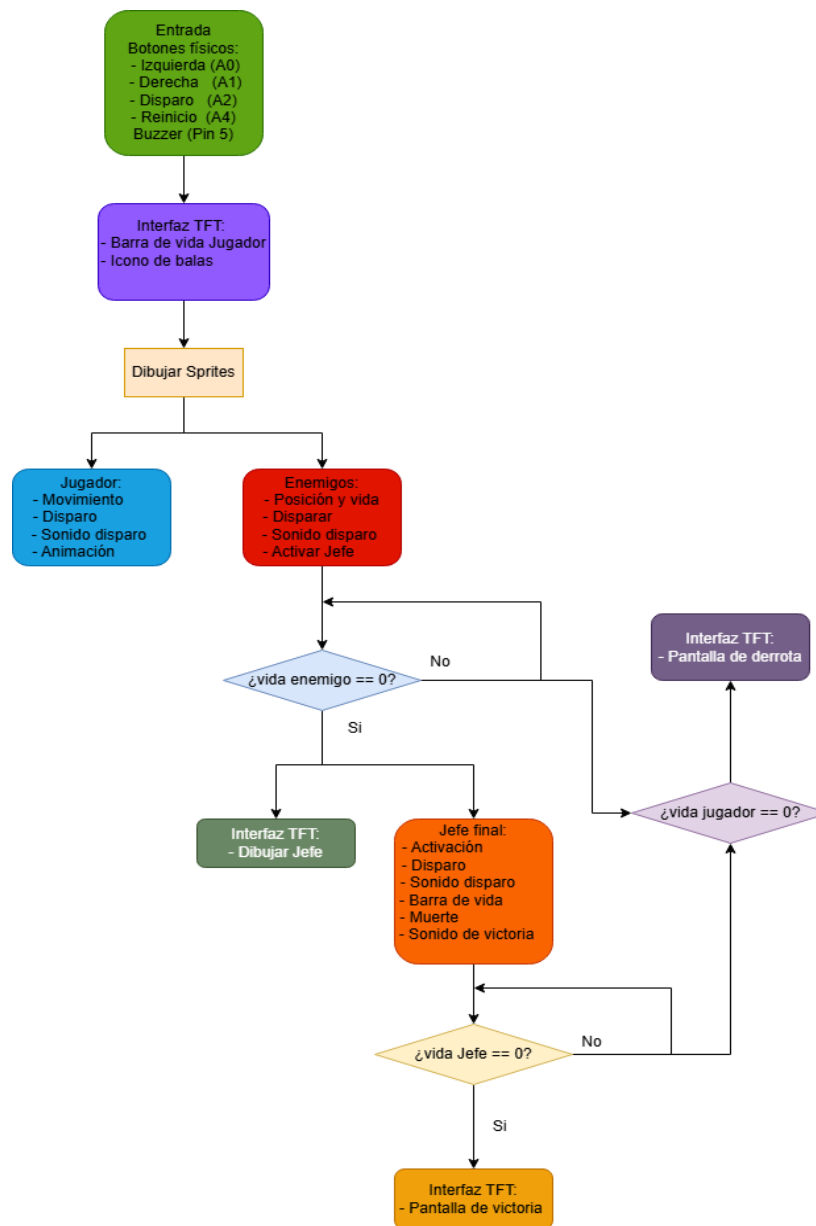 Entrada
Botones físicos:
- Izquierda (A0)
- Derecha (A1)
- Disparo (A2)
- Reinicio (A4)
Buzzer (Pin 5)
Interfaz TFT:
- Barra de vida Jugador
- Icono de balas
Dibujar Sprites
Jugador:
- Movimiento
- Disparo
- Sonido disparo
- Animación
Enemigos:
- Posición y vida
- Disparar
- Sonido disparo
- Activar Jefe
¿vida enemigo == 0?
No
Si
Interfaz TFT:
- Pantalla de derrota
¿vida jugador == 0?
Interfaz TFT:
- Dibujar Jefe
Jefe final:
- Activación
- Disparo
- Sonido disparo
- Barra de vida
- Muerte
- Sonido de victoria
¿vida Jefe == 0?
No
Si
Interfaz TFT:
- Pantalla de victoria